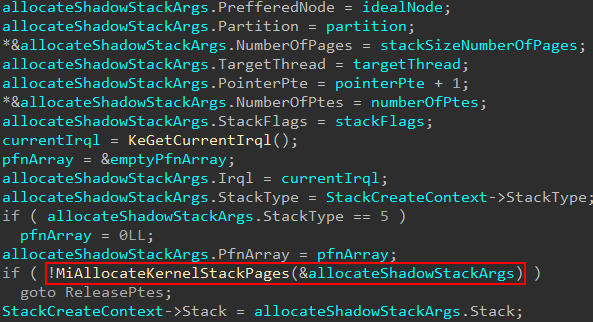 allocateShadowStackArgs.PrefferedNode = idealNode;
allocateShadowStackArgs.Partition = partition;
*&allocateShadowStackArgs.NumberOfPages = stackSizeNumberOfPages;
allocateShadowStackArgs.TargetThread = targetThread;
allocateShadowStackArgs.PointerPte = pointerPte + 1;
*&allocateShadowStackArgs.NumberOfPtes = numberOfPtes;
allocateShadowStackArgs.StackFlags = stackFlags;
currentIrql = KeGetCurrentIrql();
pfnArray = &emptyPfnArray;
allocateShadowStackArgs.Irql = currentIrql;
allocateShadowStackArgs.StackType = StackCreateContext->StackType;
if ( allocateShadowStackArgs.StackType == 5 )
  pfnArray = 0LL;
allocateShadowStackArgs.PfnArray = pfnArray;
if ( !MiAllocateKernelStackPages(&allocateShadowStackArgs) )
  goto ReleasePtes;
StackCreateContext->Stack = allocateShadowStackArgs.Stack;